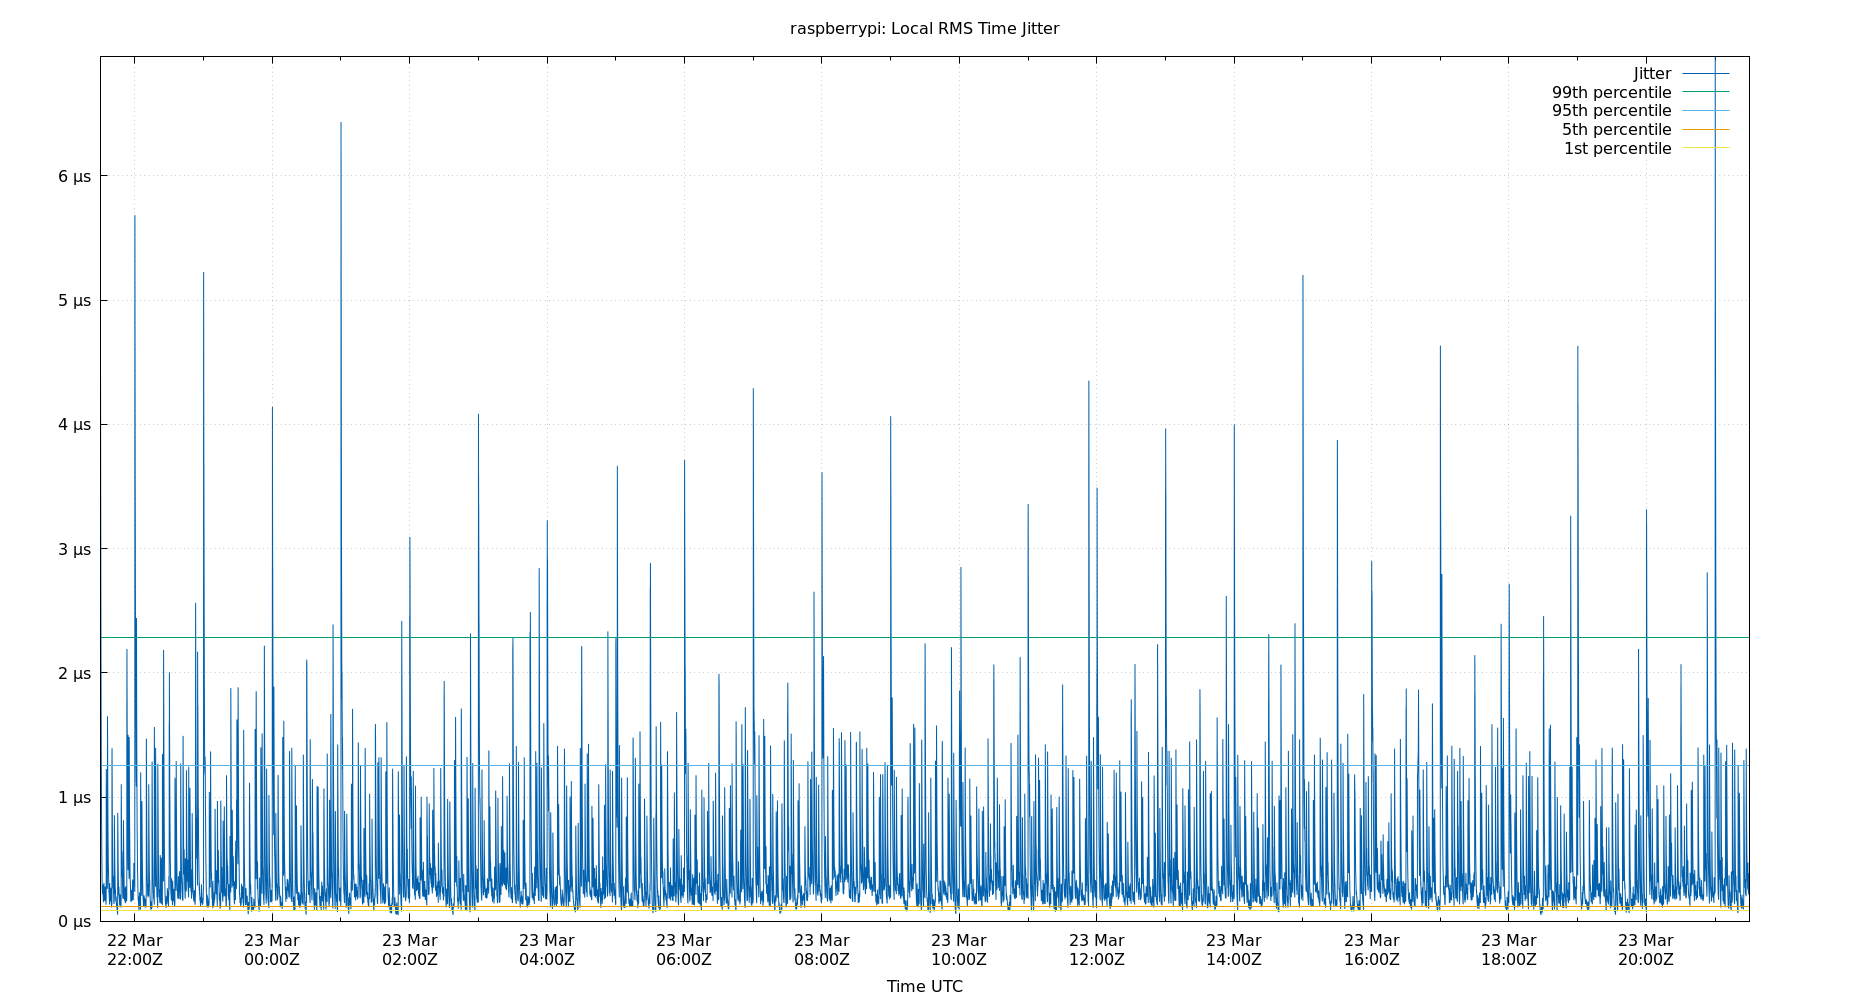 raspberrypi: Local RMS Time Jitter
Jitter
99th percentile
95th percentile
5th percentile
1st percentile
6 µs
5 µs
4 µs
3 µs
2 µs
1 µs
0 µs
22 Mar 23 Mar 23 Mar 23 Mar 23 Mar 23 Mar 23 Mar 23 Mar 23 Mar 23 Mar 23 Mar 23 Mar
22:00Z 00:00Z 02:00Z 04:00Z 06:00Z 08:00Z 10:00Z 12:00Z 14:00Z 16:00Z 18:00Z 20:00Z
Time UTC